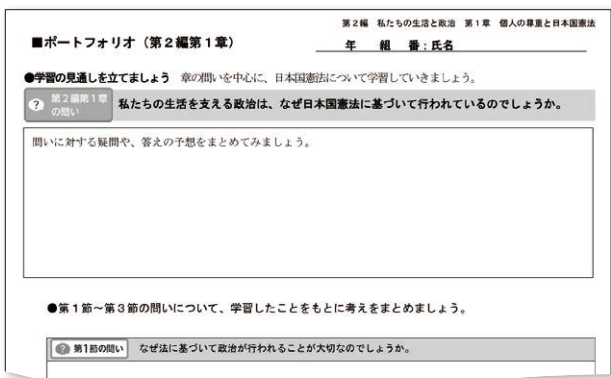 第2編 私たちの生活と政治 第1章 個人の尊重と日本国憲法
■ポートフォリオ（第2編第1章）
年 組 番：氏名
●学習の見通しを立てましょう 章の問いを中心に、日本国憲法について学習していきましょう。
? 第2編第1章の問い 私たちの生活を支える政治は、なぜ日本国憲法に基づいて行われているのでしょうか。
問いに対する疑問や、答えの予想をまとめてみましょう。
●第1節～第3節の問いについて、学習したことをもとに考えをまとめましょう。
? 第1節の問い なぜ法に基づいて政治が行われることが大切なのでしょうか。